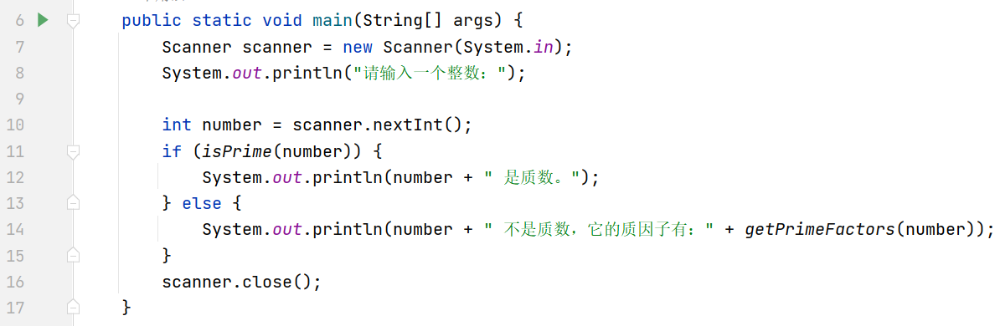 6 public static void main(String[] args) {
7 Scanner scanner = new Scanner(System.in);
8 System.out.println("请输入一个整数：");
9
10 int number = scanner.nextInt();
11 if (isPrime(number)) {
12 System.out.println(number + " 是质数。");
13 } else {
14 System.out.println(number + " 不是质数，它的质因子有：" + getPrimeFactors(number));
15 }
16 scanner.close();
17 }